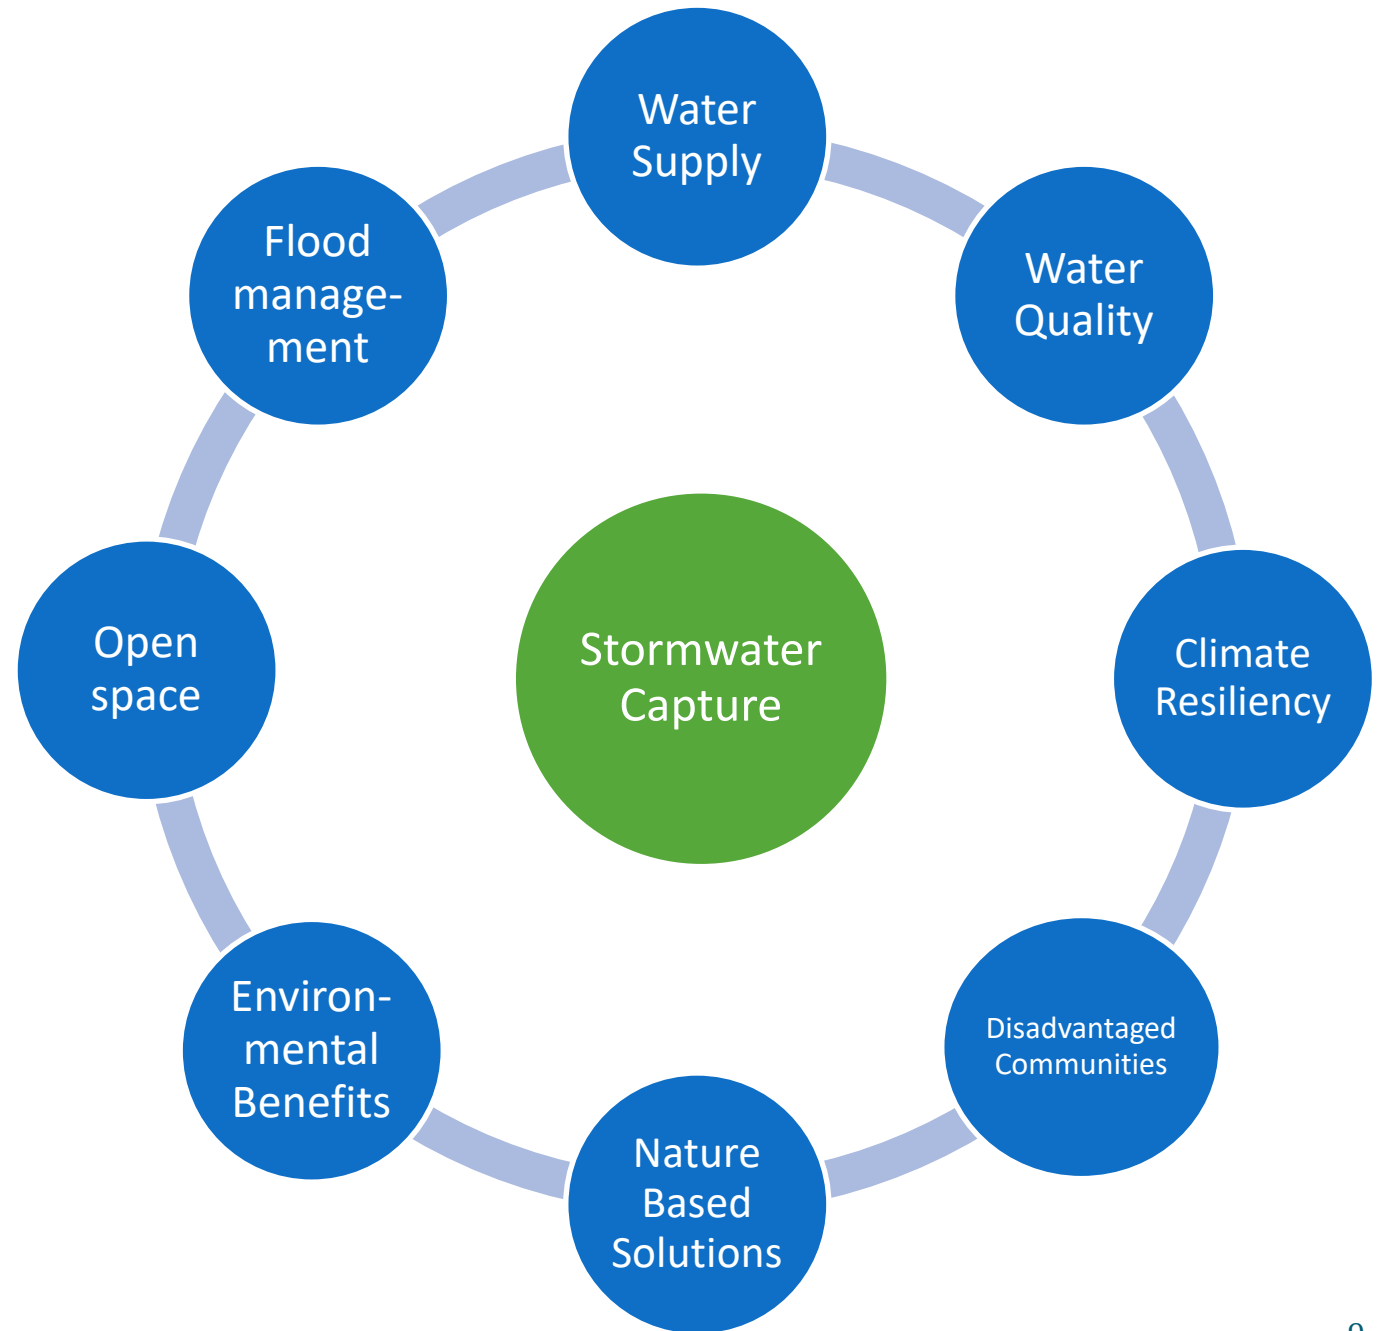 Water
Supply
Water
Quality
Climate
Resiliency
Disadvantaged
Communities
Nature
Based
Solutions
Environ-
mental
Benefits
Open
space
Flood
manage-
ment
Stormwater
Capture